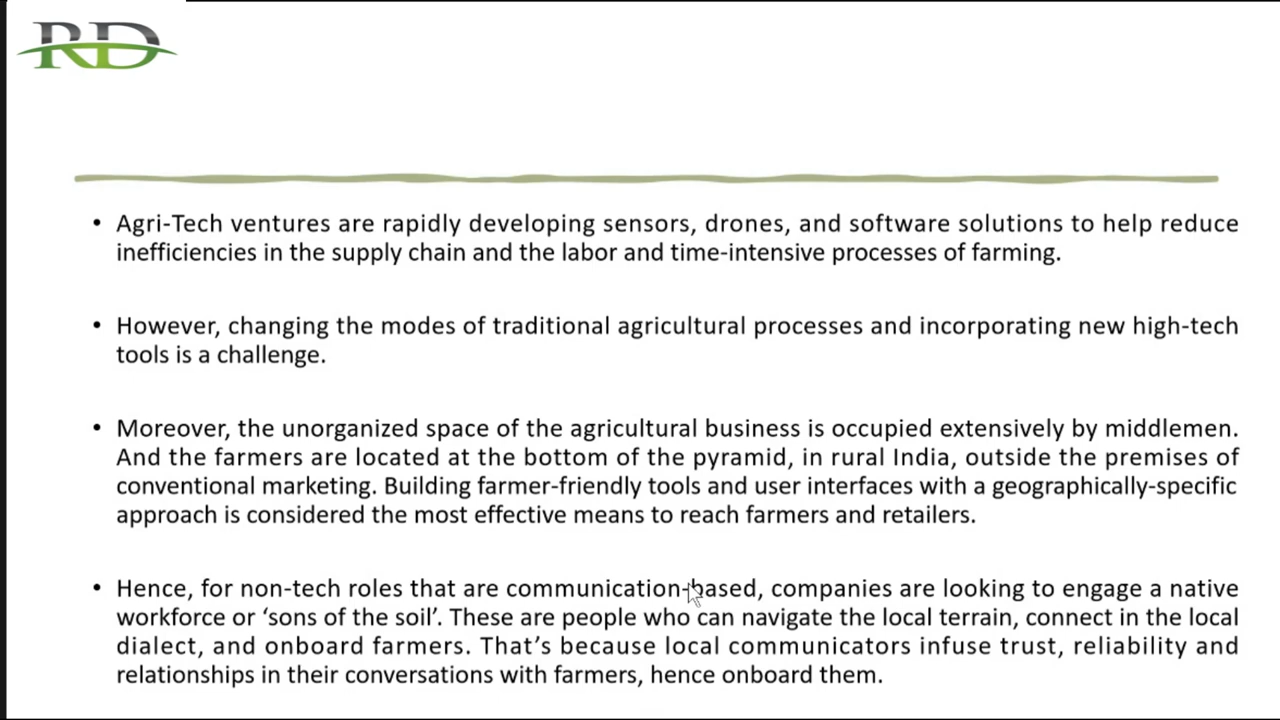 RD
• Agri-Tech ventures are rapidly developing sensors, drones, and software solutions to help reduce
inefficiencies in the supply chain and the labor and time-intensive processes of farming.
• However, changing the modes of traditional agricultural processes and incorporating new high-tech
tools is a challenge.
• Moreover, the unorganized space of the agricultural business is occupied extensively by middlemen.
And the farmers are located at the bottom of the pyramid, in rural India, outside the premises of
conventional marketing. Building farmer-friendly tools and user interfaces with a geographically-specific
approach is considered the most effective means to reach farmers and retailers.
• Hence, for non-tech roles that are communication-based, companies are looking to engage a native
workforce or ‘sons of the soil’. These are people who can navigate the local terrain, connect in the local
dialect, and onboard farmers. That’s because local communicators infuse trust, reliability and
relationships in their conversations with farmers, hence onboard them.